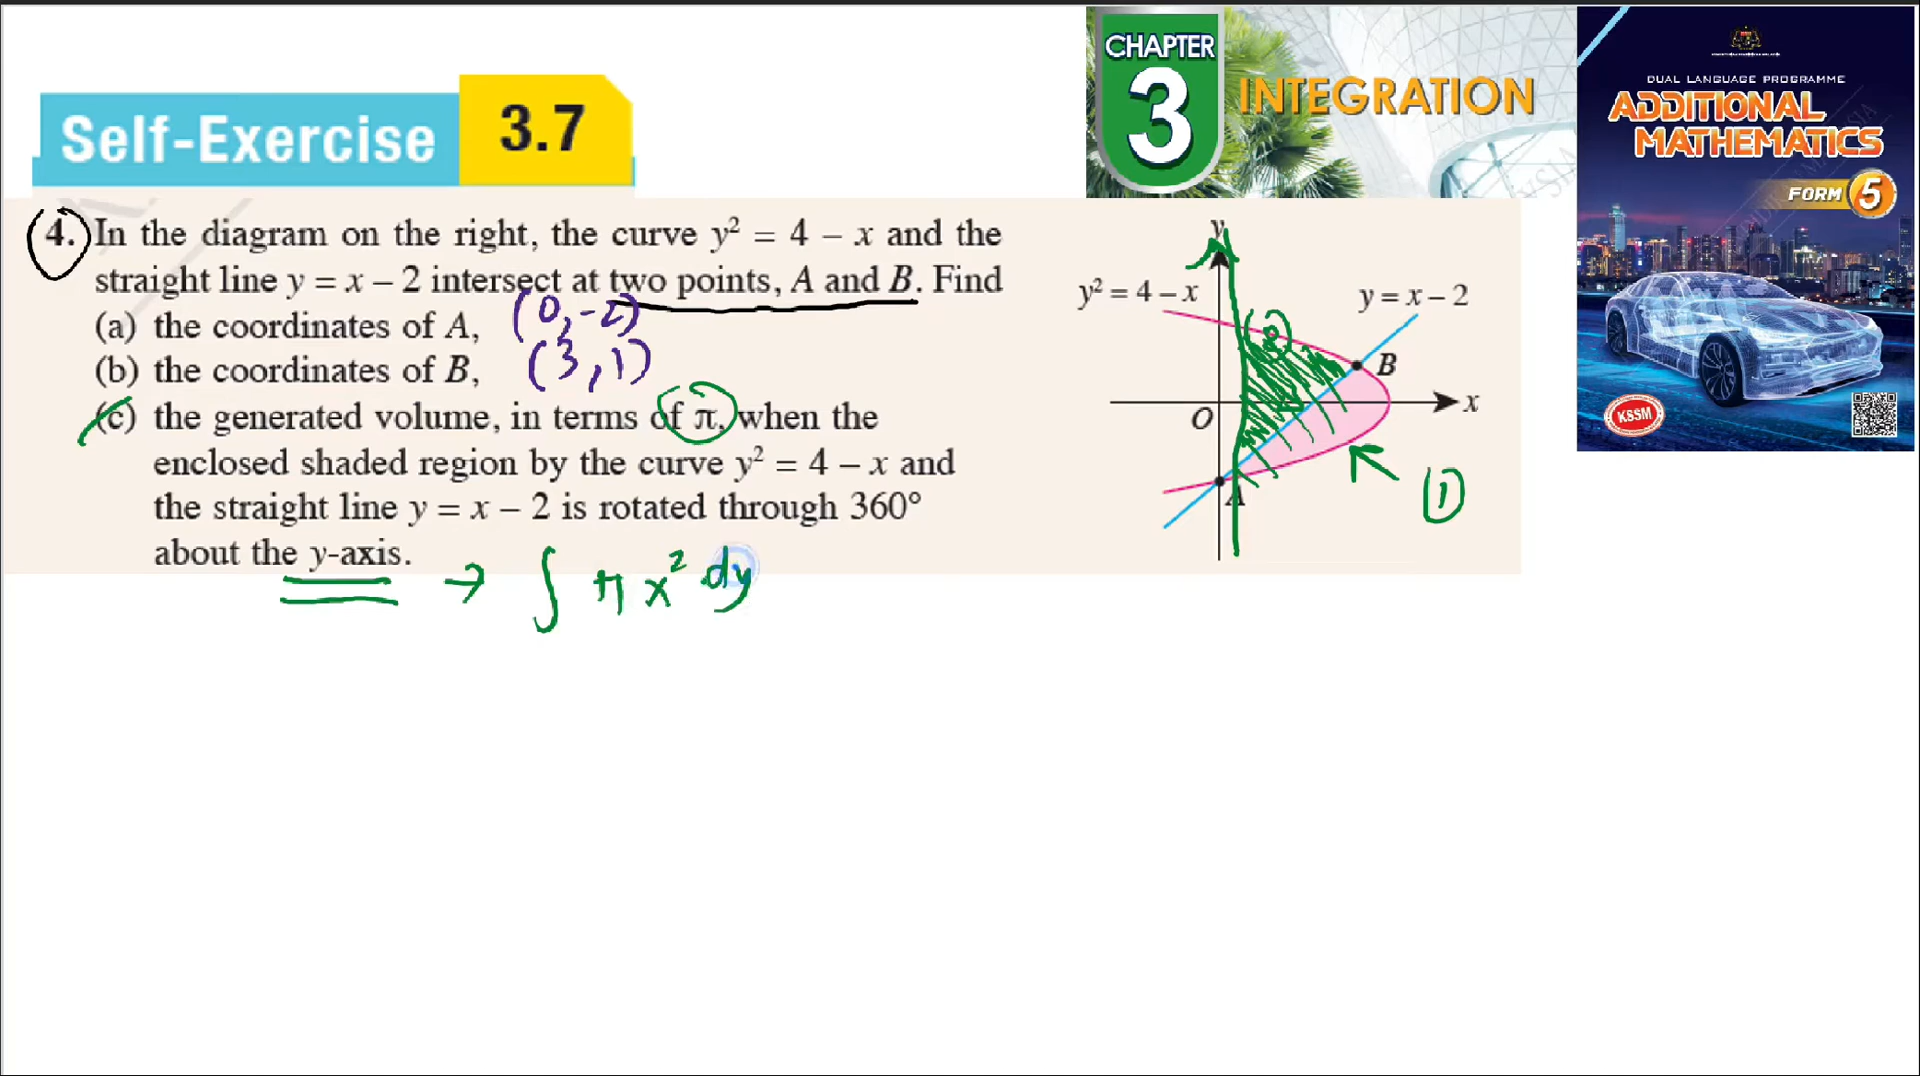 CHAPTER
3
INTEGRATION
DUAL LANGUAGE PROGRAMME
ADDITIONAL
MATHEMATICS
FORM 5
KSSM
Self-Exercise 3.7
4. In the diagram on the right, the curve y² = 4 – x and the
straight line y = x – 2 intersect at two points, A and B. Find
(a) the coordinates of A, (0, -2)
(b) the coordinates of B, (3, 1)
(c) the generated volume, in terms of π, when the
enclosed shaded region by the curve y² = 4 – x and
the straight line y = x – 2 is rotated through 360°
about the y-axis.
→ ∫ π x² dy
y
y² = 4 – x
y = x – 2
B
O
x
A
①